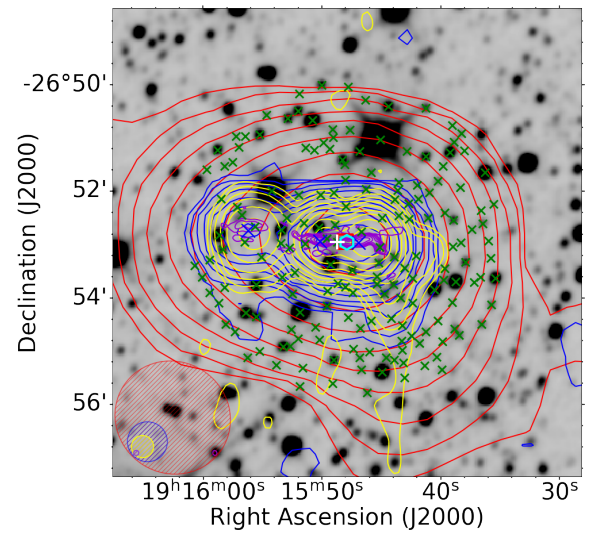 -26°50'
52'
54'
56'
Declination (J2000)
19ʰ16ᵐ00ˢ 15ᵐ50ˢ 40ˢ 30ˢ
Right Ascension (J2000)